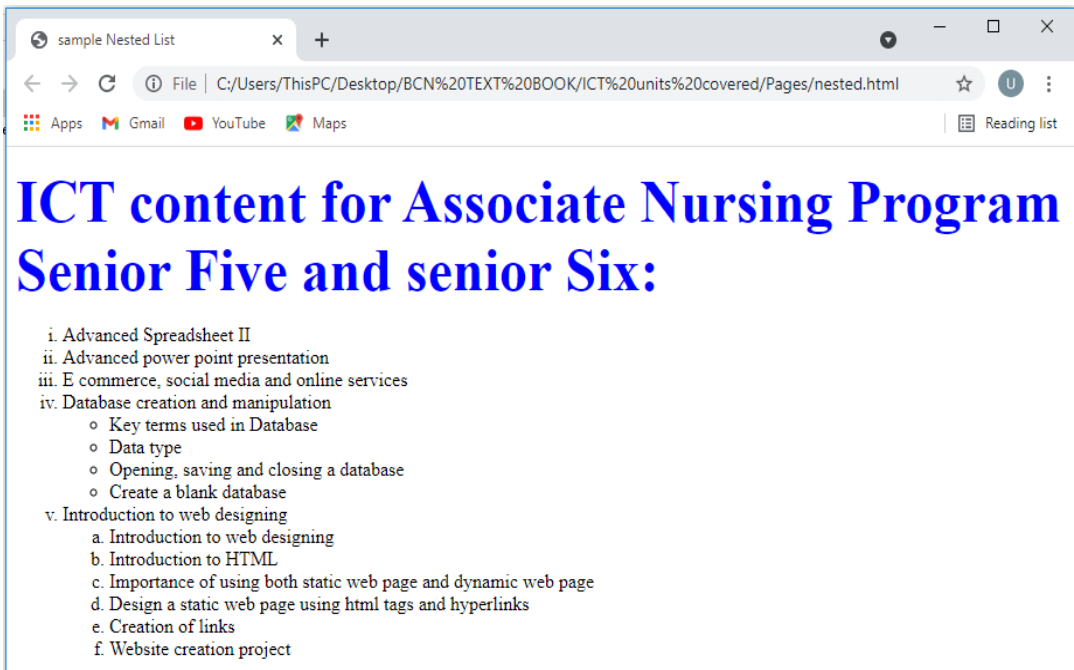 sample Nested List
File C:/Users/ThisPC/Desktop/BCN%20TEXT%20BOOK/ICT%20units%20covered/Pages/nested.html
U
Apps Gmail YouTube Maps Reading list
ICT content for Associate Nursing Program
Senior Five and senior Six:
i. Advanced Spreadsheet II
ii. Advanced power point presentation
iii. E commerce, social media and online services
iv. Database creation and manipulation
Key terms used in Database
Data type
Opening, saving and closing a database
Create a blank database
v. Introduction to web designing
a. Introduction to web designing
b. Introduction to HTML
c. Importance of using both static web page and dynamic web page
d. Design a static web page using html tags and hyperlinks
e. Creation of links
f. Website creation project